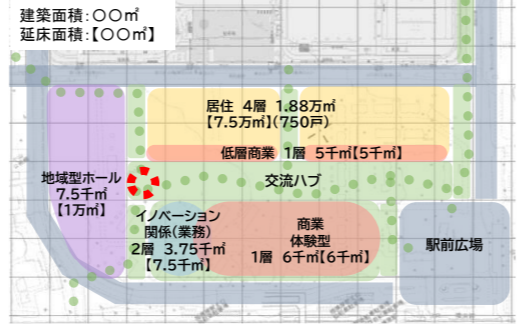 建築面積：〇〇㎡
延床面積：【〇〇㎡】
居住 4層 1.88万㎡
【7.5万㎡】(750戸)
低層商業 1層 5千㎡【5千㎡】
地域型ホール
7.5千㎡
【1万㎡】
交流ハブ
イノベーション
関係(業務)
2層 3.75千㎡
【7.5千㎡】
商業
体験型
1層 6千㎡【6千㎡】
駅前広場